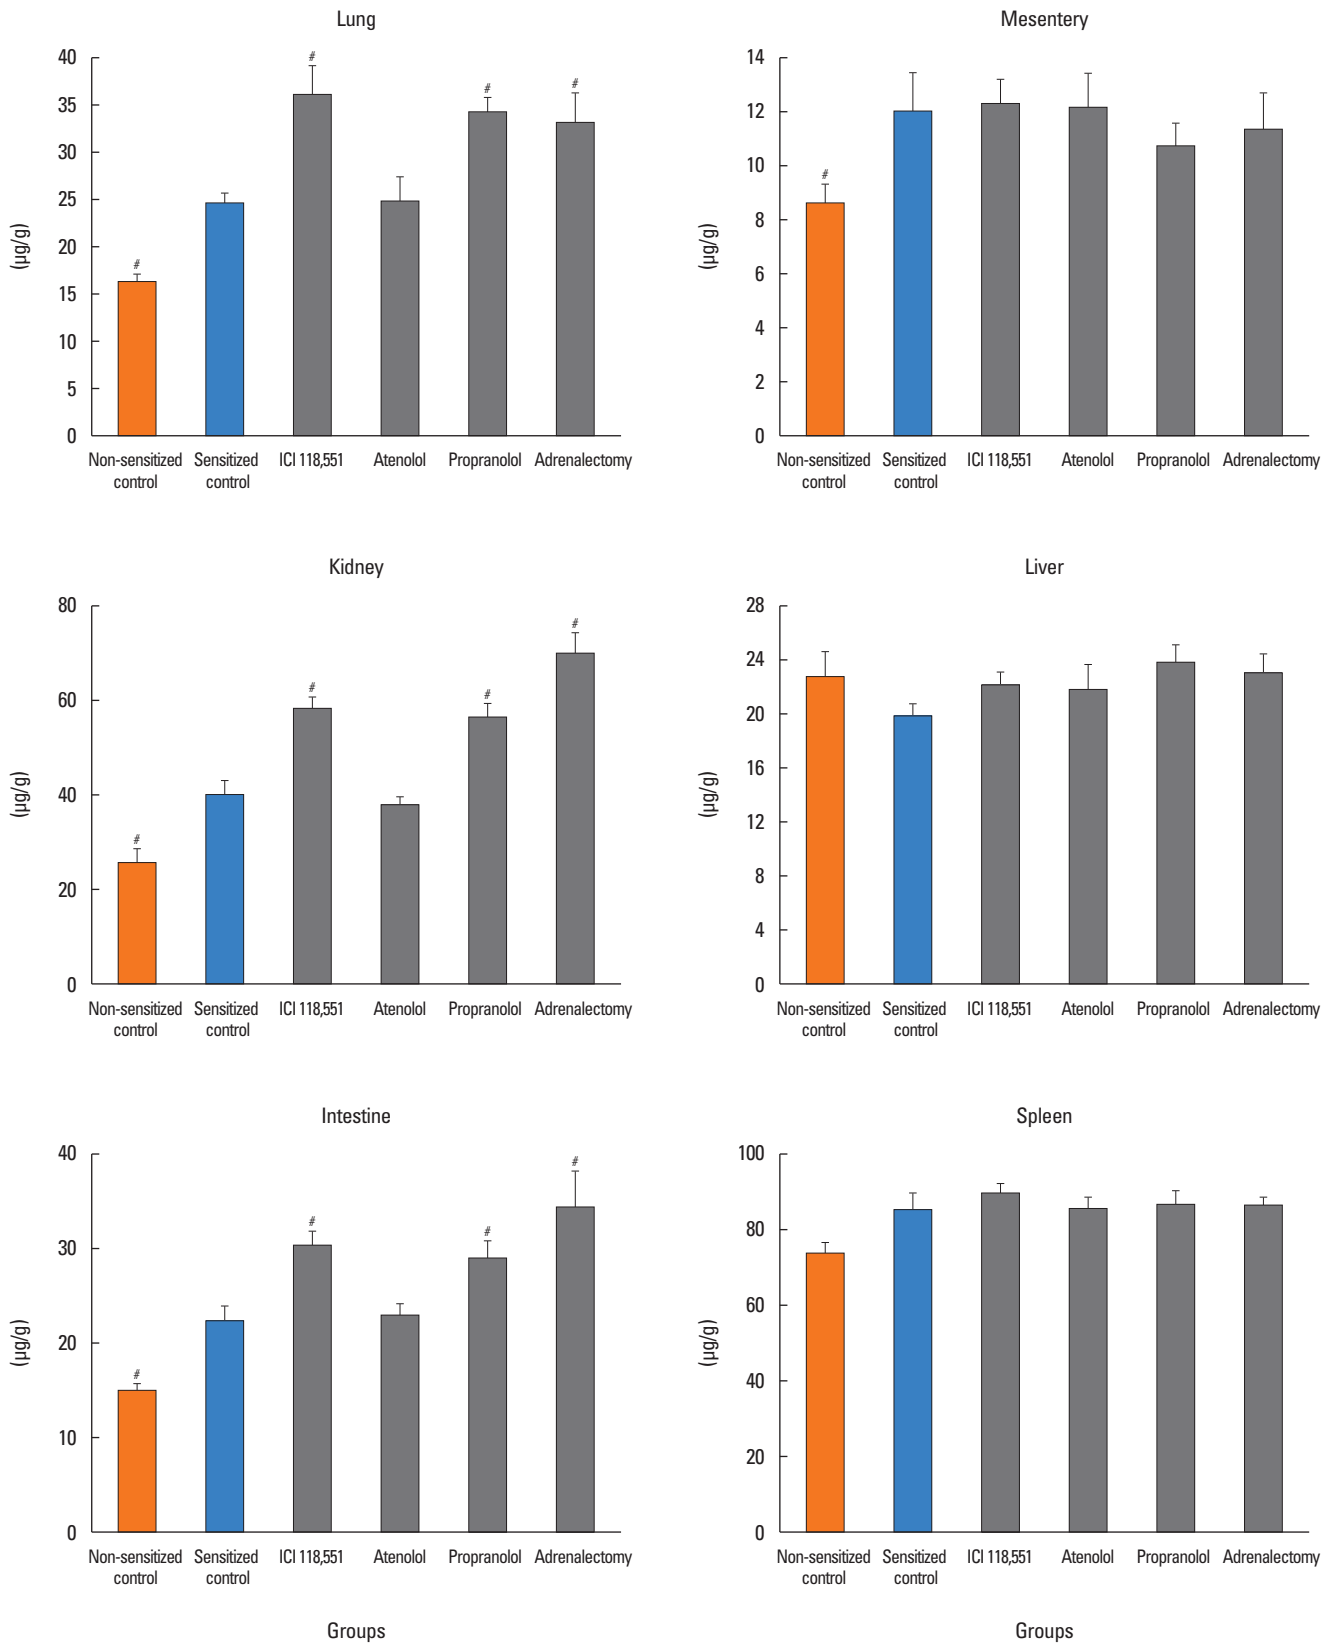 Lung
40
35
30
25
20
15
10
5
0
(µg/g)
#
#
#
#
Non-sensitized control
Sensitized control
ICI 118,551
Atenolol
Propranolol
Adrenalectomy
Mesentery
14
12
10
8
6
4
2
0
(µg/g)
#
Non-sensitized control
Sensitized control
ICI 118,551
Atenolol
Propranolol
Adrenalectomy
Kidney
80
60
40
20
0
(µg/g)
#
#
#
#
Non-sensitized control
Sensitized control
ICI 118,551
Atenolol
Propranolol
Adrenalectomy
Liver
28
24
20
16
12
8
4
0
(µg/g)
Non-sensitized control
Sensitized control
ICI 118,551
Atenolol
Propranolol
Adrenalectomy
Intestine
40
30
20
10
0
(µg/g)
#
#
#
#
Non-sensitized control
Sensitized control
ICI 118,551
Atenolol
Propranolol
Adrenalectomy
Groups
Spleen
100
80
60
40
20
0
(µg/g)
Non-sensitized control
Sensitized control
ICI 118,551
Atenolol
Propranolol
Adrenalectomy
Groups